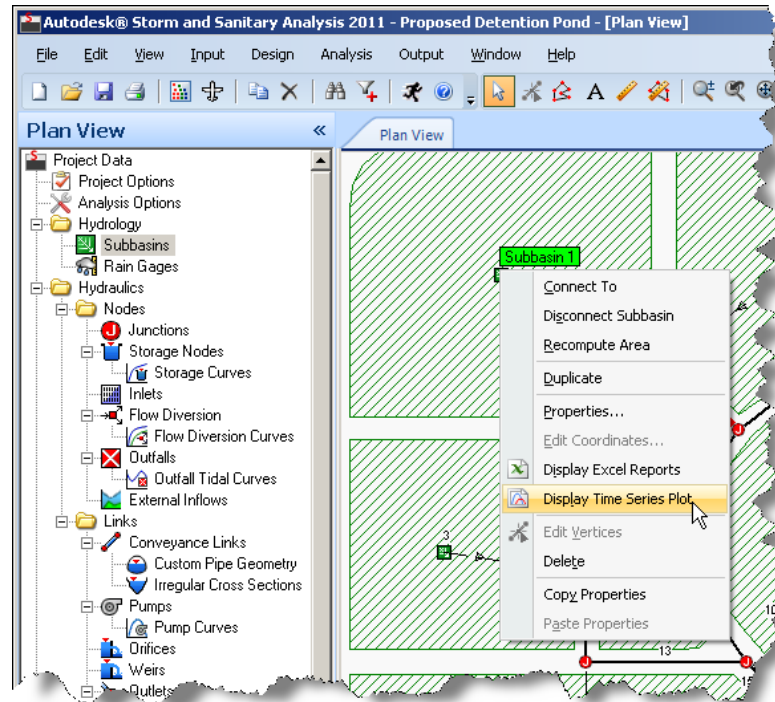 Autodesk® Storm and Sanitary Analysis 2011 - Proposed Detention Pond - [Plan View]
File Edit View Input Design Analysis Output Window Help
Plan View «
Plan View
Project Data
Project Options
Analysis Options
Hydrology
Subbasins
Rain Gages
Hydraulics
Nodes
Junctions
Storage Nodes
Storage Curves
Inlets
Flow Diversion
Flow Diversion Curves
Outfalls
Outfall Tidal Curves
External Inflows
Links
Conveyance Links
Custom Pipe Geometry
Irregular Cross Sections
Pumps
Pump Curves
Orifices
Weirs
Outlets
Subbasin 1
Connect To
Disconnect Subbasin
Recompute Area
Duplicate
Properties...
Edit Coordinates...
Display Excel Reports
Display Time Series Plot
Edit Vertices
Delete
Copy Properties
Paste Properties
3
13